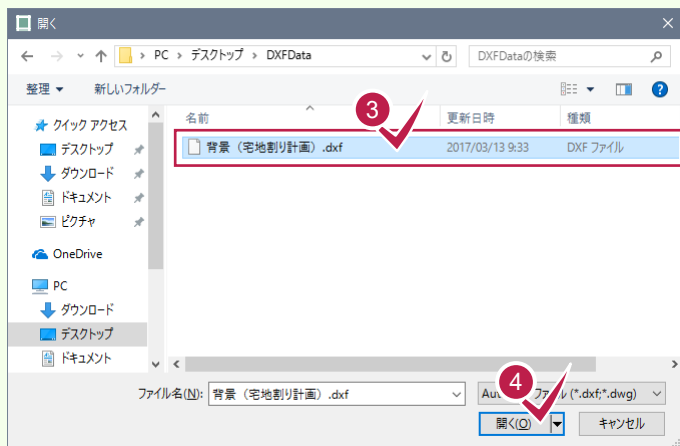 開く
PC › デスクトップ › DXFData
DXFDataの検索
整理
新しいフォルダー
名前
更新日時
種類
3
背景（宅地割り計画）.dxf
2017/03/13 9:33
DXF ファイル
クイック アクセス
デスクトップ
ダウンロード
ドキュメント
ピクチャ
OneDrive
PC
ダウンロード
デスクトップ
ドキュメント
ファイル名(N):
背景（宅地割り計画）.dxf
(*.dxf;*.dwg)
4
開く(O)
キャンセル